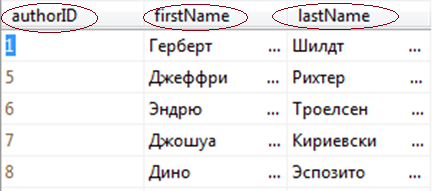 authorID firstName lastName
1 Герберт ... Шилдт ...
5 Джеффри ... Рихтер ...
6 Эндрю ... Троелсен ...
7 Джошуа ... Кириевски ...
8 Дино ... Эспозито ...